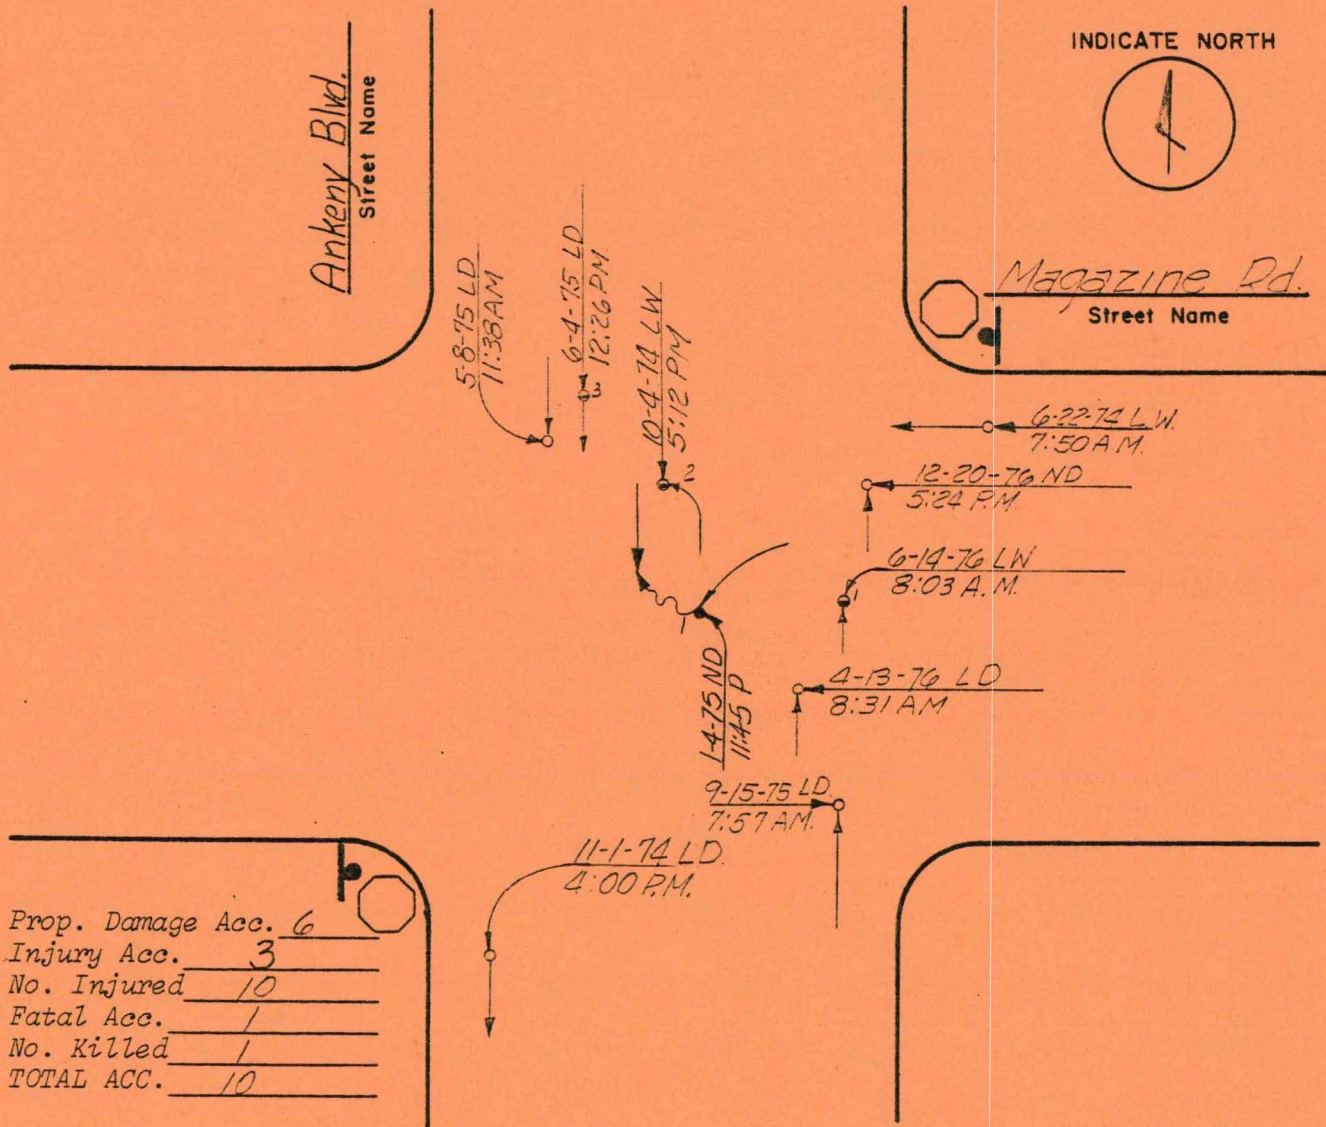 INDICATE NORTH
Ankeny Blvd.
Street Name
Magazine Rd.
Street Name
5-8-75 LD
11:38 AM
6-4-75 LD
12:26 PM
3
10-4-74 LW
5:12 PM
2
6-22-74 L W.
7:50 A.M.
12-20-76 ND
5:24 P.M.
6-14-76 LW
8:03 A.M.
1
1
1-4-75 ND
11:45 P
4-13-76 LD
8:31 AM
9-15-75 LD.
7:57 AM.
11-1-74 LD.
4:00 P.M.
Prop. Damage Acc. 6
Injury Acc. 3
No. Injured 10
Fatal Acc. 1
No. Killed 1
TOTAL ACC. 10